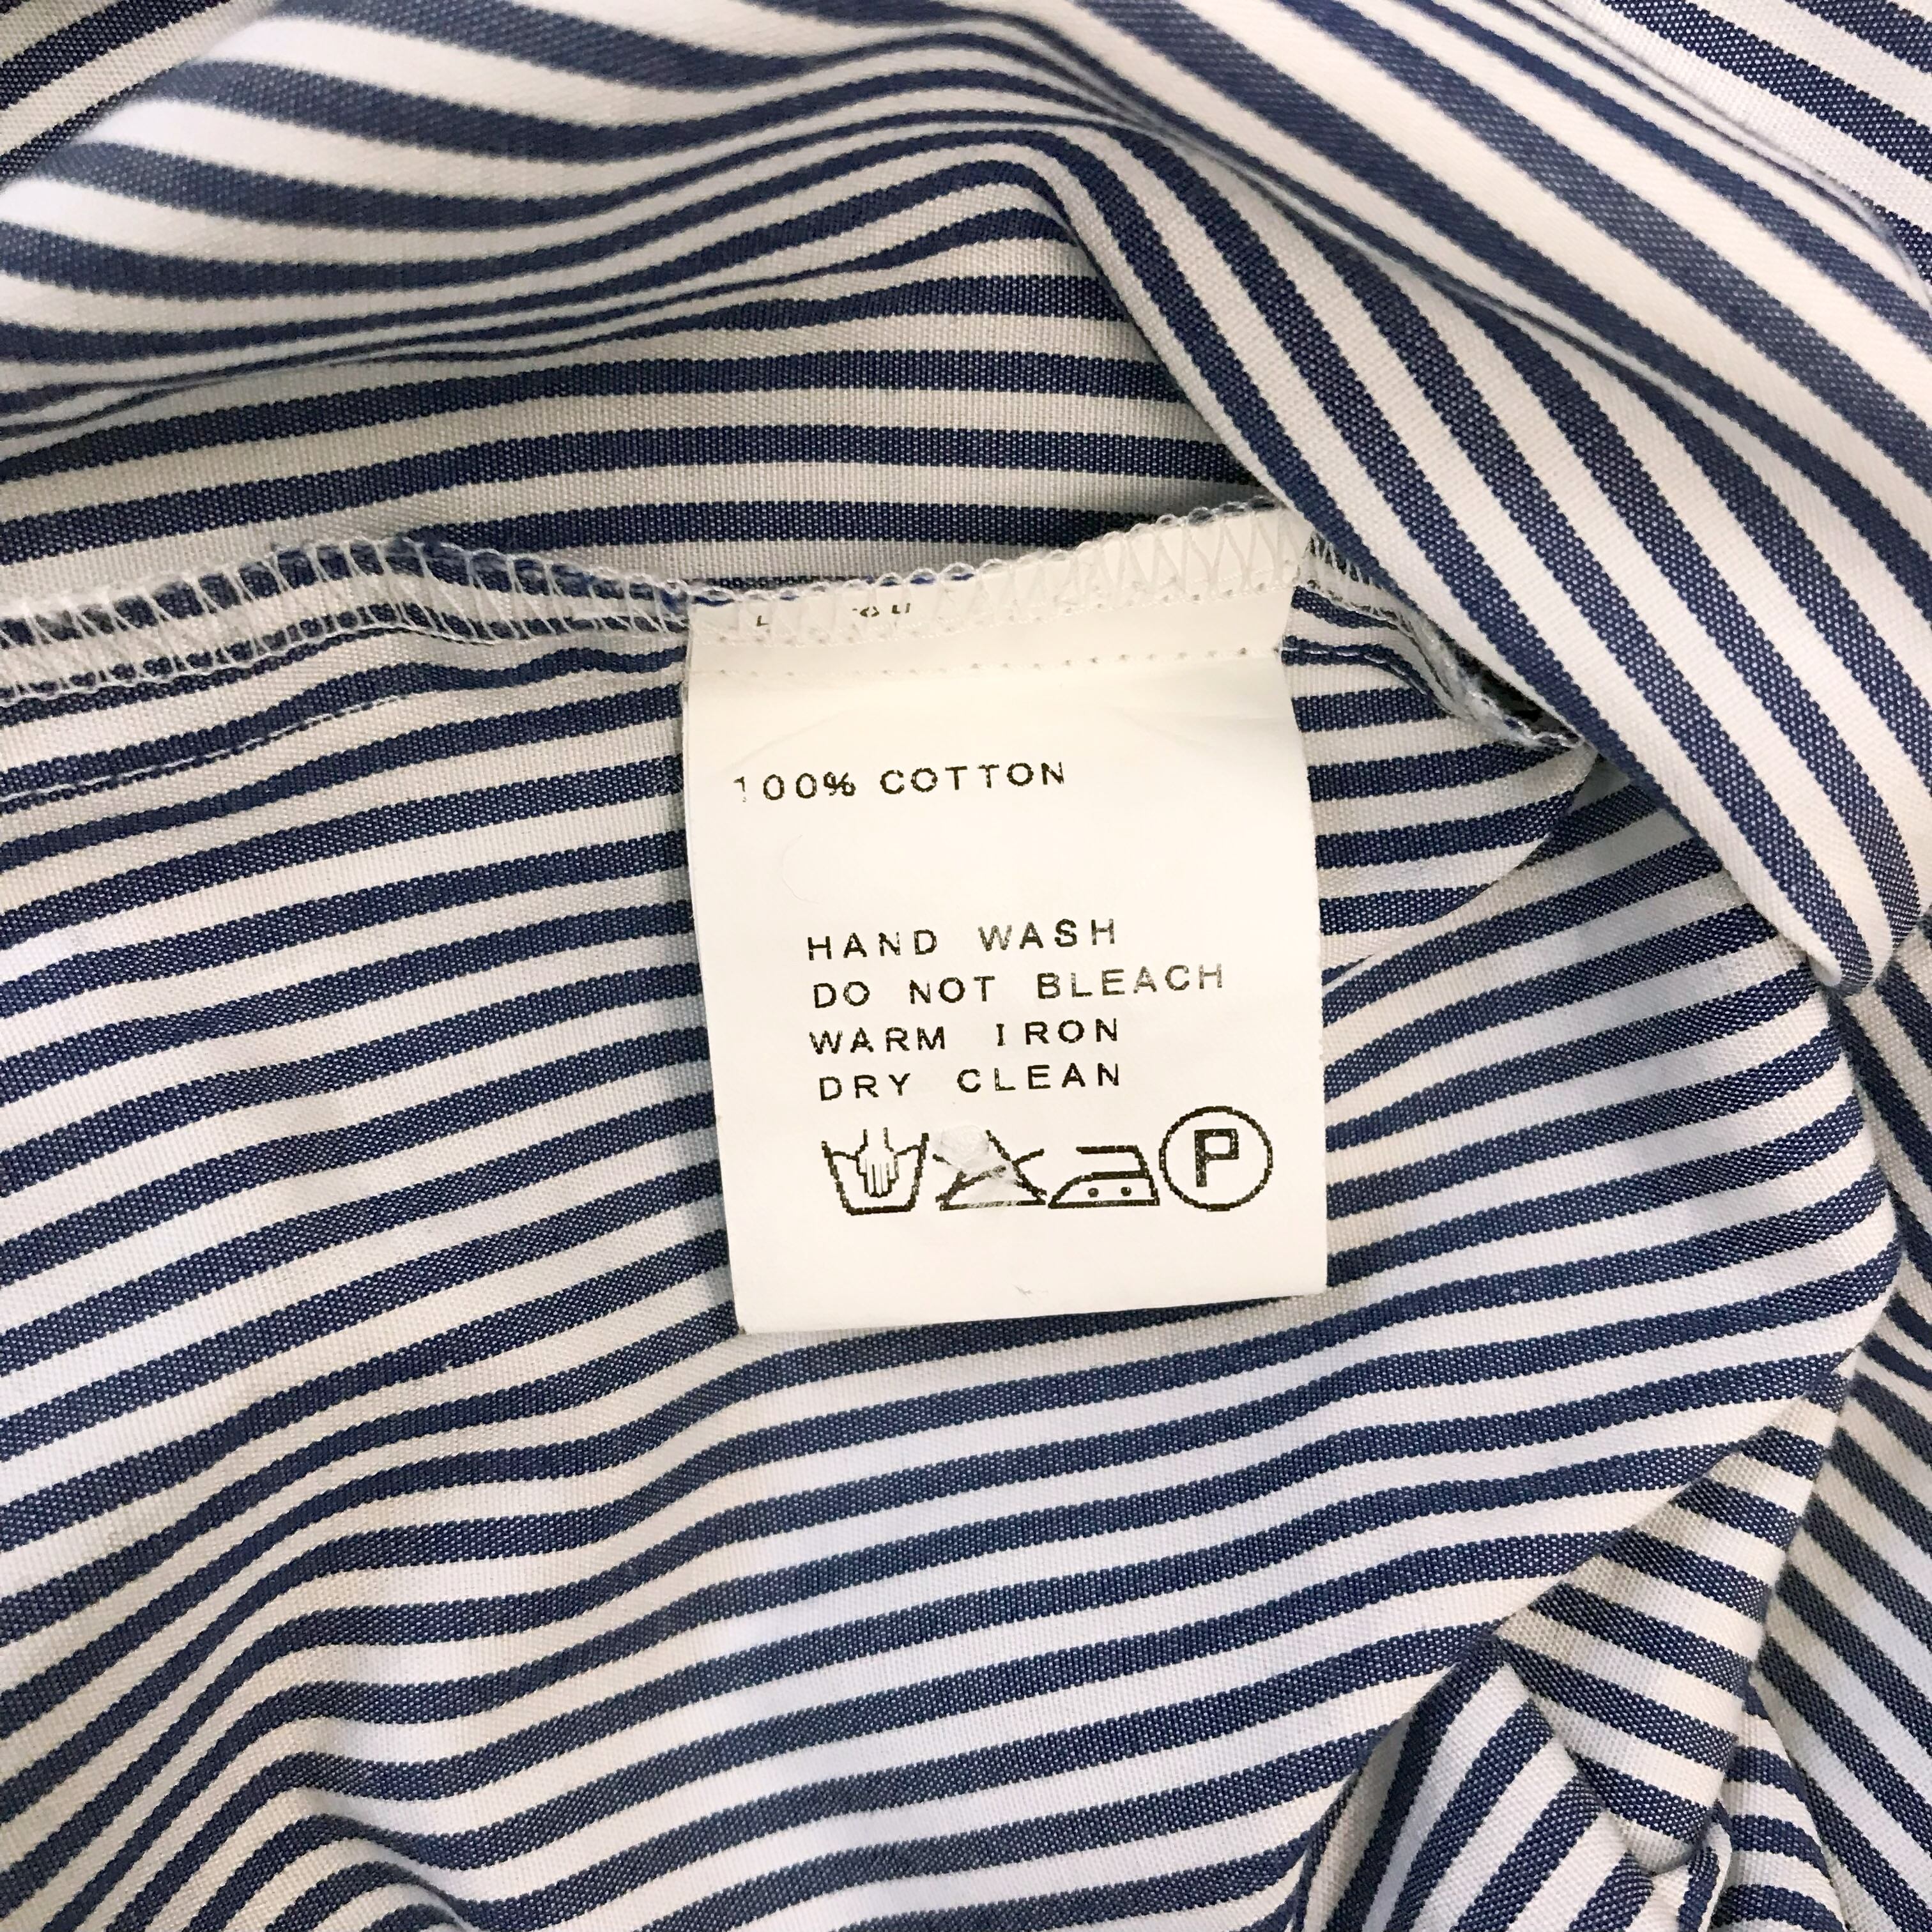 100% COTTON
HAND WASH
DO NOT BLEACH
WARM IRON
DRY CLEAN
P